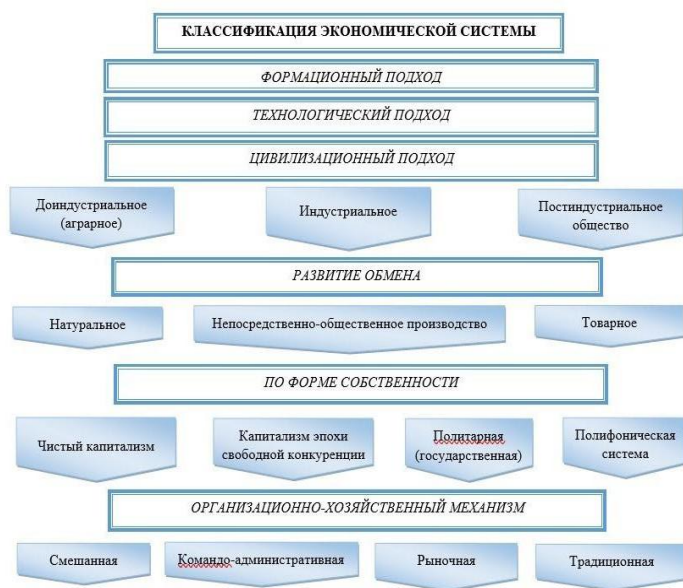 КЛАССИФИКАЦИЯ ЭКОНОМИЧЕСКОЙ СИСТЕМЫ
ФОРМАЦИОННЫЙ ПОДХОД
ТЕХНОЛОГИЧЕСКИЙ ПОДХОД
ЦИВИЛИЗАЦИОННЫЙ ПОДХОД
Доиндустриальное
(аграрное)
Индустриальное
Постиндустриальное
общество
РАЗВИТИЕ ОБМЕНА
Натуральное
Непосредственно-общественное производство
Товарное
ПО ФОРМЕ СОБСТВЕННОСТИ
Чистый капитализм
Капитализм эпохи
свободной конкуренции
Политарная
(государственная)
Полифоническая
система
ОРГАНИЗАЦИОННО-ХОЗЯЙСТВЕННЫЙ МЕХАНИЗМ
Смешанная
Командо-административная
Рыночная
Традиционная